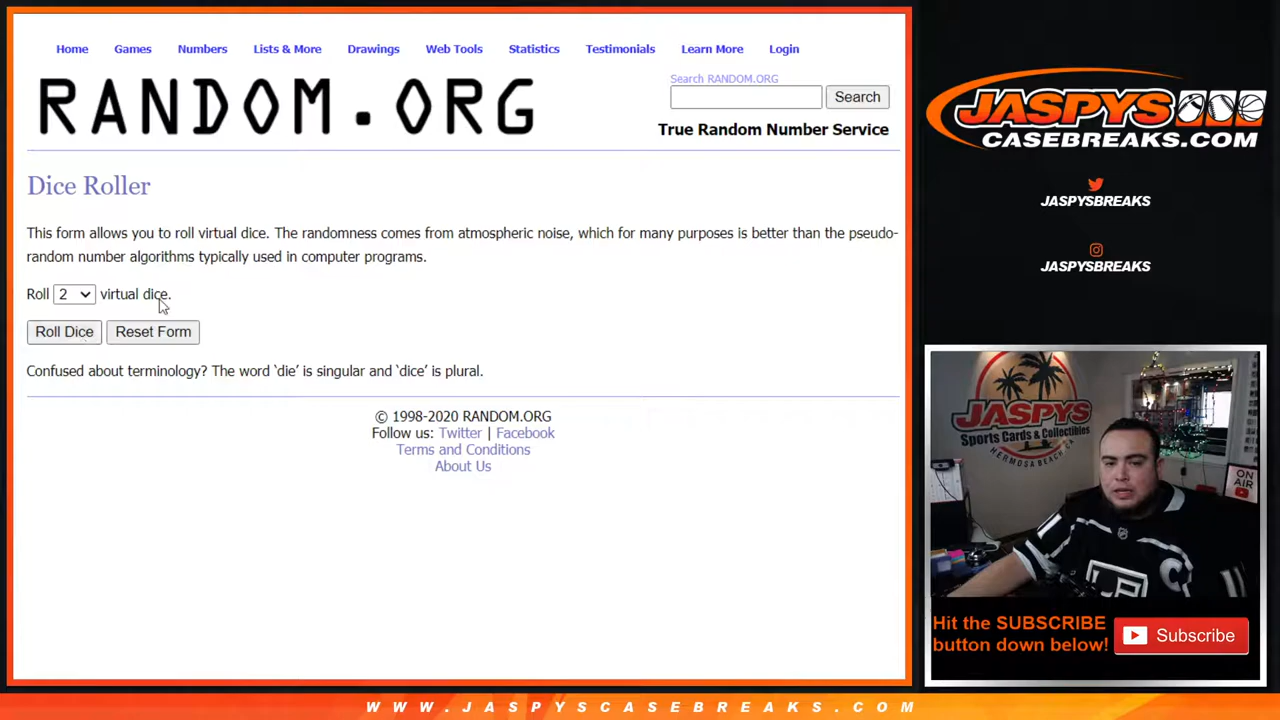 Home Games Numbers Lists & More Drawings Web Tools Statistics Testimonials Learn More Login
RANDOM.ORG
Search RANDOM.ORG
Search
True Random Number Service
Dice Roller
This form allows you to roll virtual dice. The randomness comes from atmospheric noise, which for many purposes is better than the pseudo-
random number algorithms typically used in computer programs.
Roll 2 virtual dice.
Roll Dice Reset Form
Confused about terminology? The word ‘die’ is singular and ‘dice’ is plural.
© 1998-2020 RANDOM.ORG
Follow us: Twitter | Facebook
Terms and Conditions
About Us
JASPYS
CASEBREAKS.COM
JASPYSBREAKS
JASPYSBREAKS
JASPYS
Sports Cards & Collectibles
HERMOSA BEACH, CA
ON
AIR
LA
C
Hit the SUBSCRIBE
button down below!
Subscribe
WWW.JASPYSCASEBREAKS.COM